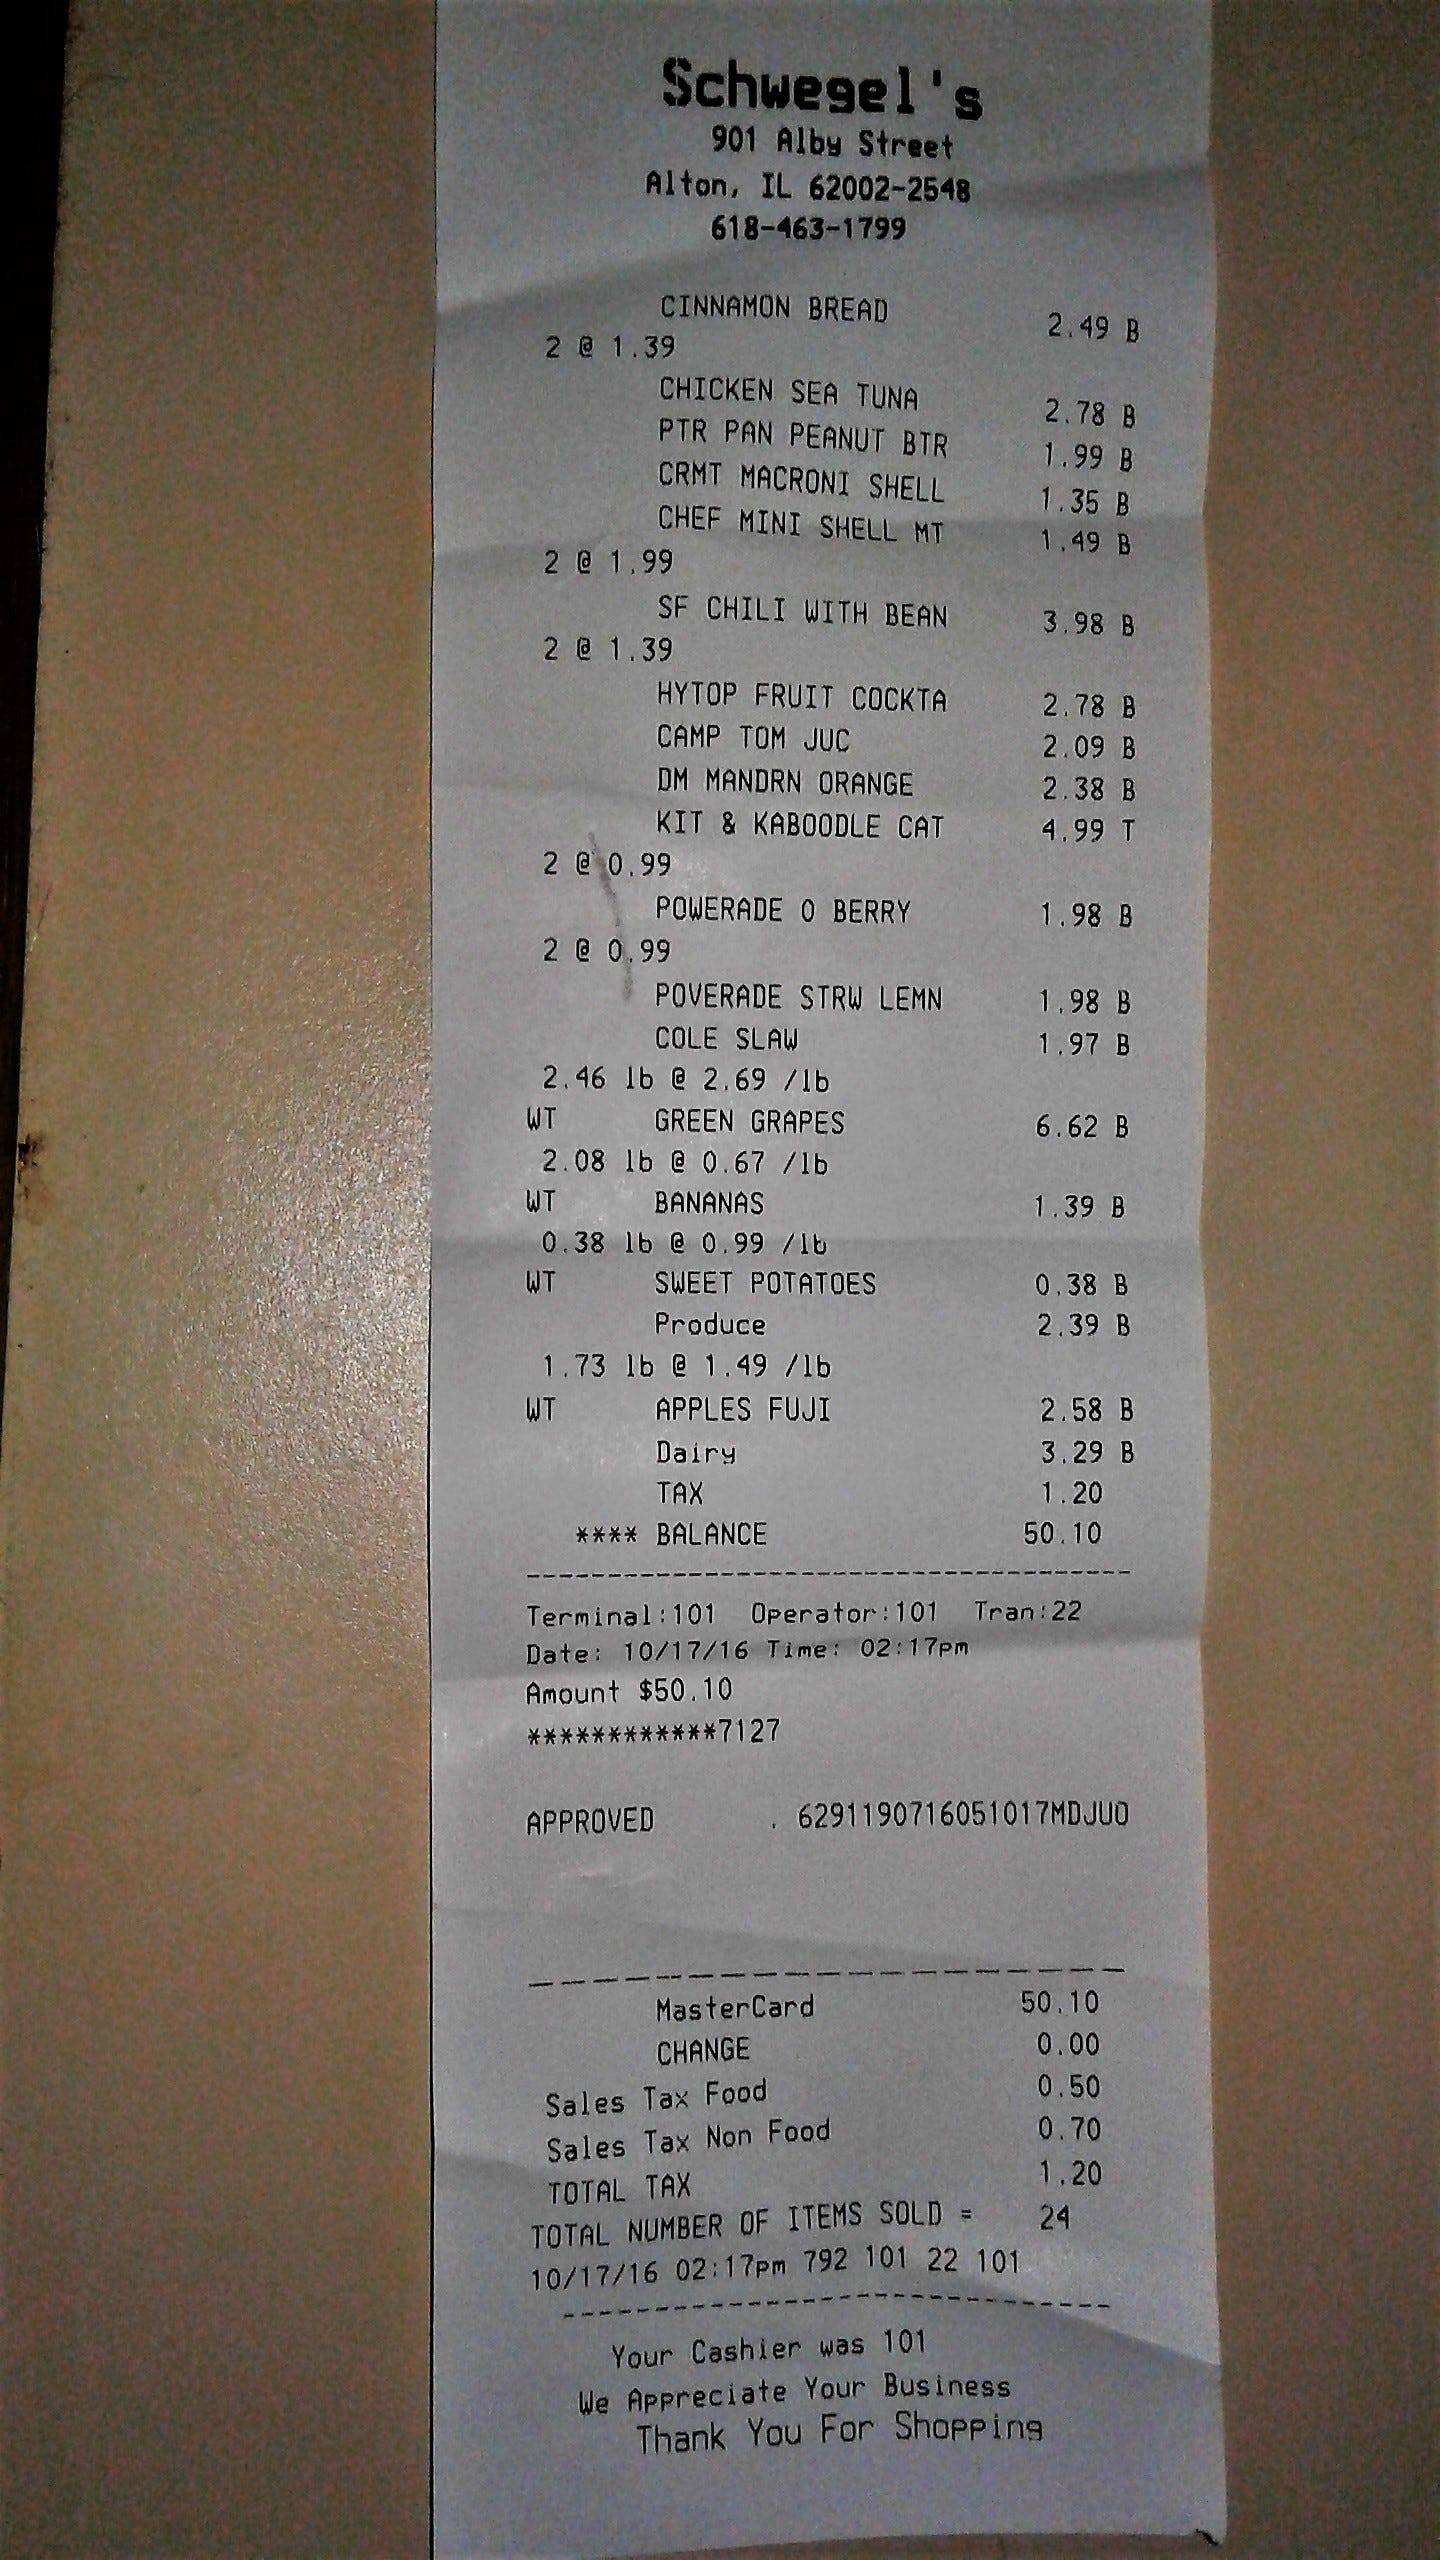 Schwegel's
901 Alby Street
Alton, IL 62002-2548
618-463-1799
CINNAMON BREAD 2.49 B
2 @ 1.39
CHICKEN SEA TUNA 2.78 B
PTR PAN PEANUT BTR 1.99 B
CRMT MACRONI SHELL 1.35 B
CHEF MINI SHELL MT 1.49 B
2 @ 1.99
SF CHILI WITH BEAN 3.98 B
2 @ 1.39
HYTOP FRUIT COCKTA 2.78 B
CAMP TOM JUC 2.09 B
DM MANDRN ORANGE 2.38 B
KIT & KABOODLE CAT 4.99 T
2 @ 0.99
POWERADE O BERRY 1.98 B
2 @ 0.99
POVERADE STRW LEMN 1.98 B
COLE SLAW 1.97 B
2.46 lb @ 2.69 /lb
WT GREEN GRAPES 6.62 B
2.08 lb @ 0.67 /lb
WT BANANAS 1.39 B
0.38 lb @ 0.99 /lb
WT SWEET POTATOES 0.38 B
Produce 2.39 B
1.73 lb @ 1.49 /lb
WT APPLES FUJI 2.58 B
Dairy 3.29 B
TAX 1.20
**** BALANCE 50.10
Terminal:101 Operator:101 Tran:22
Date: 10/17/16 Time: 02:17pm
Amount $50.10
************7127
APPROVED . 6291190716051017MDJUO
MasterCard 50.10
CHANGE 0.00
Sales Tax Food 0.50
Sales Tax Non Food 0.70
TOTAL TAX 1.20
TOTAL NUMBER OF ITEMS SOLD = 24
10/17/16 02:17pm 792 101 22 101
Your Cashier was 101
We Appreciate Your Business
Thank You For Shopping